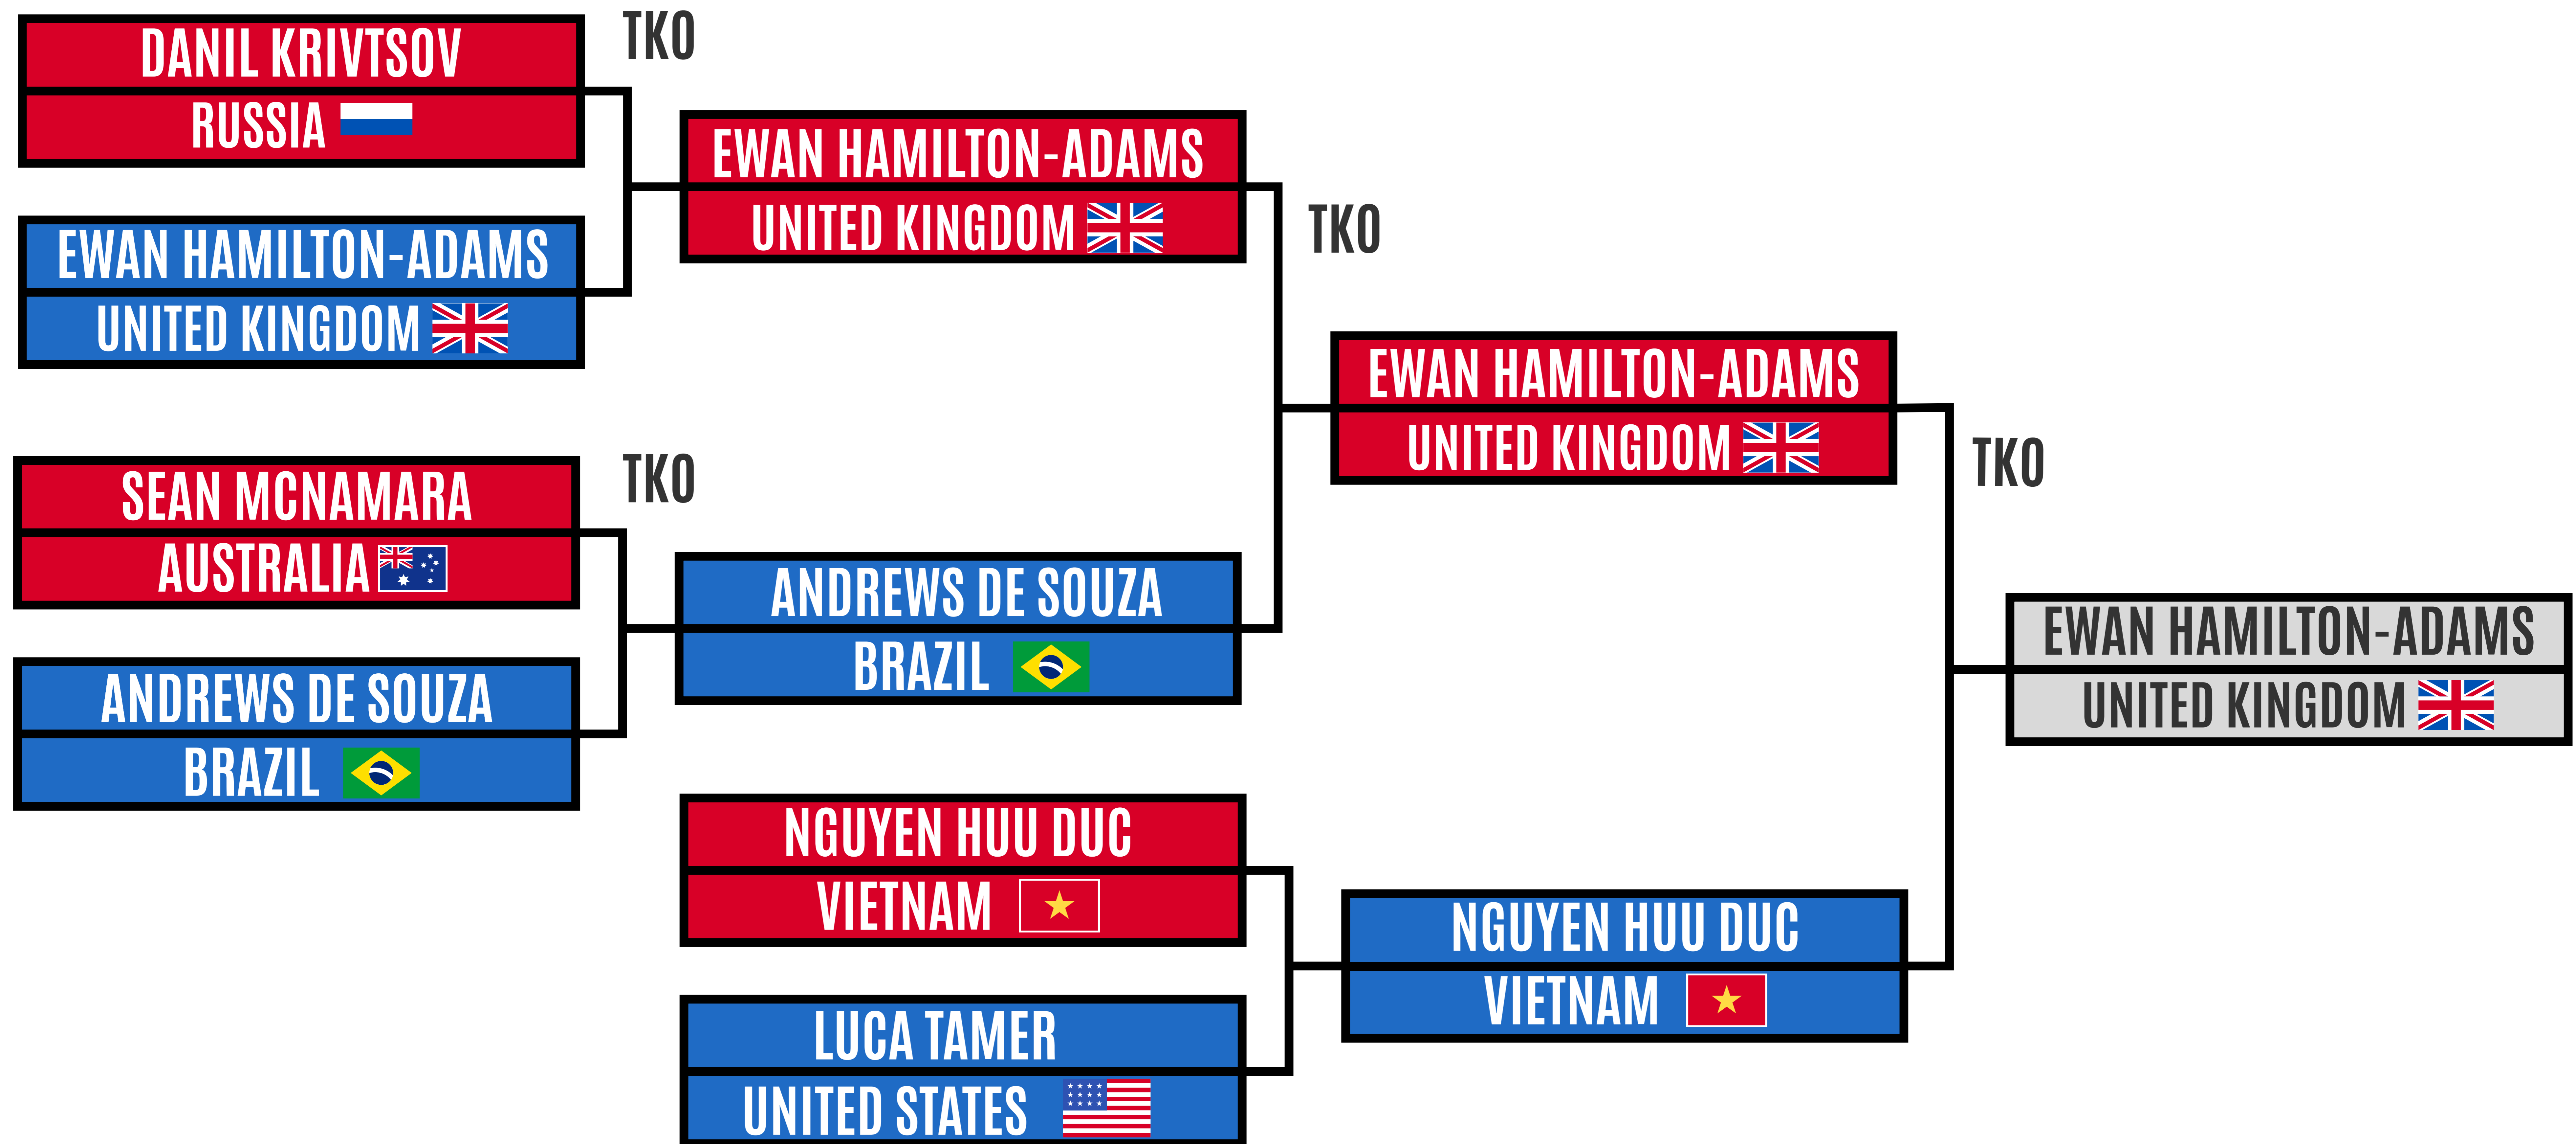 DANIL KRIVTSOV
RUSSIA
TKO
EWAN HAMILTON-ADAMS
UNITED KINGDOM
SEAN MCNAMARA
AUSTRALIA
TKO
ANDREWS DE SOUZA
BRAZIL
EWAN HAMILTON-ADAMS
UNITED KINGDOM
TKO
ANDREWS DE SOUZA
BRAZIL
NGUYEN HUU DUC
VIETNAM
LUCA TAMER
UNITED STATES
EWAN HAMILTON-ADAMS
UNITED KINGDOM
TKO
NGUYEN HUU DUC
VIETNAM
EWAN HAMILTON-ADAMS
UNITED KINGDOM